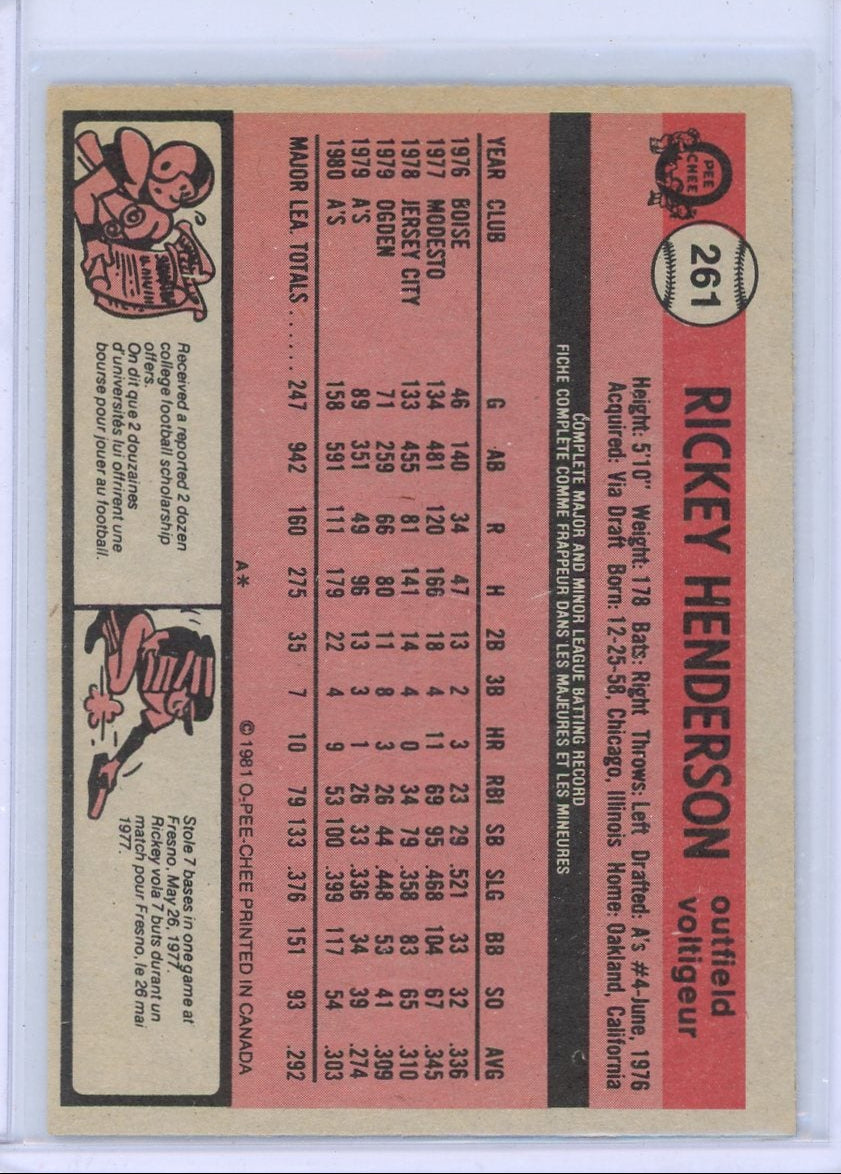 O
PEE
CHEE
261
RICKEY HENDERSON
outfield
voltigeur
Height: 5'10" Weight: 178 Bats: Right Throws: Left Drafted: A's #4-June, 1976
Acquired: Via Draft Born: 12-25-58, Chicago, Illinois Home: Oakland, California
COMPLETE MAJOR AND MINOR LEAGUE BATTING RECORD
FICHE COMPLÈTE COMME FRAPPEUR DANS LES MAJEURES ET LES MINEURES
YEAR CLUB G AB R H 2B 3B HR RBI SB SLG BB SO AVG
1976 BOISE 46 140 34 47 13 2 3 23 29 .521 33 32 .336
1977 MODESTO 134 481 120 166 18 4 11 69 95 .468 104 67 .345
1978 JERSEY CITY 133 455 81 141 14 4 0 34 79 .358 83 65 .310
1979 OGDEN 71 259 66 80 11 8 3 26 44 .448 53 41 .309
1979 A'S 89 351 49 96 13 3 1 26 33 .336 34 39 .274
1980 A'S 158 591 111 179 22 4 9 53 100 .399 117 54 .303
MAJOR LEA. TOTALS ...... 247 942 160 275 35 7 10 79 133 .376 151 93 .292
A*
© 1981 O-PEE-CHEE PRINTED IN CANADA
Received a reported 2 dozen
college football scholarship
offers.
On dit que 2 douzaines
d'universités lui offrirent une
bourse pour jouer au football.
Stole 7 bases in one game at
Fresno, May 26, 1977.
Rickey vola 7 buts durant un
match pour Fresno, le 26 mai
1977.